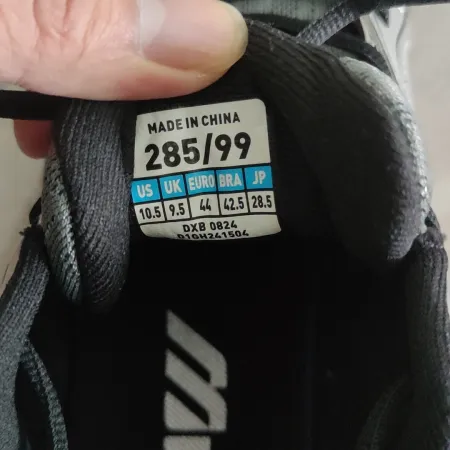 MADE IN CHINA
285/99
US UK EURO BRA JP
10.5 9.5 44 42.5 28.5
DXB 0824
D1GH241504